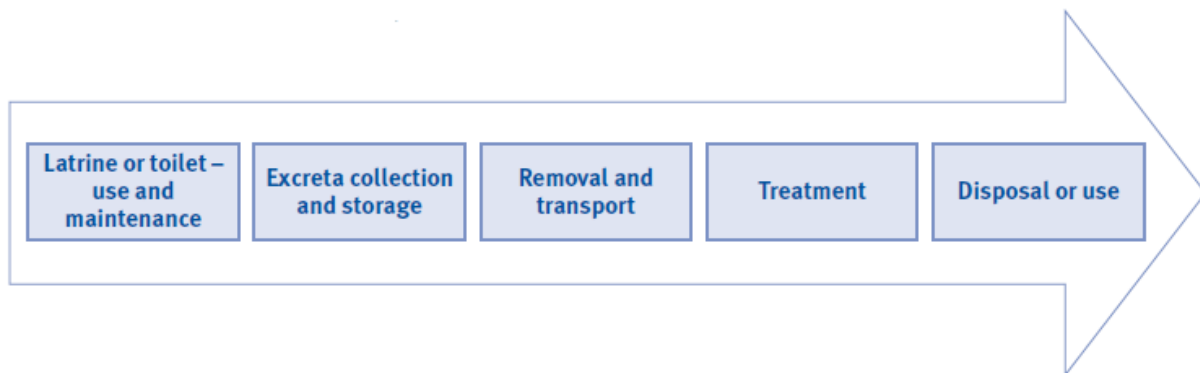 Latrine or toilet –
use and
maintenance
Excreta collection
and storage
Removal and
transport
Treatment
Disposal or use